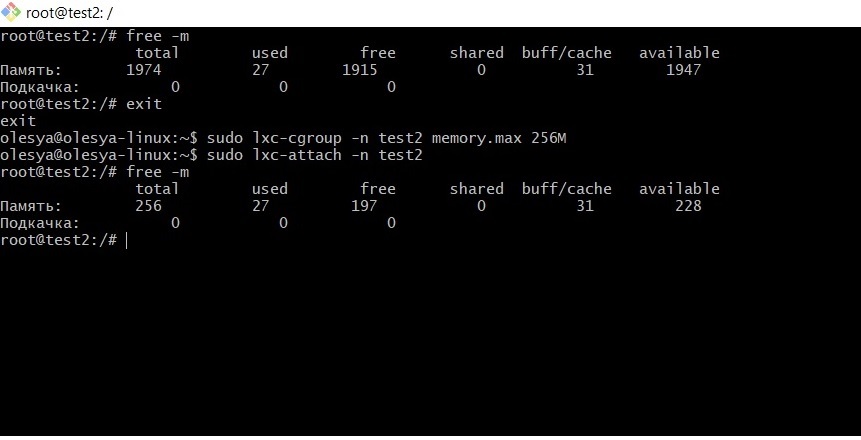 root@test2: /
root@test2:/# free -m
total used free shared buff/cache available
Память: 1974 27 1915 0 31 1947
Подкачка: 0 0 0
root@test2:/# exit
exit
olesya@olesya-linux:~$ sudo lxc-cgroup -n test2 memory.max 256M
olesya@olesya-linux:~$ sudo lxc-attach -n test2
root@test2:/# free -m
total used free shared buff/cache available
Память: 256 27 197 0 31 228
Подкачка: 0 0 0
root@test2:/#